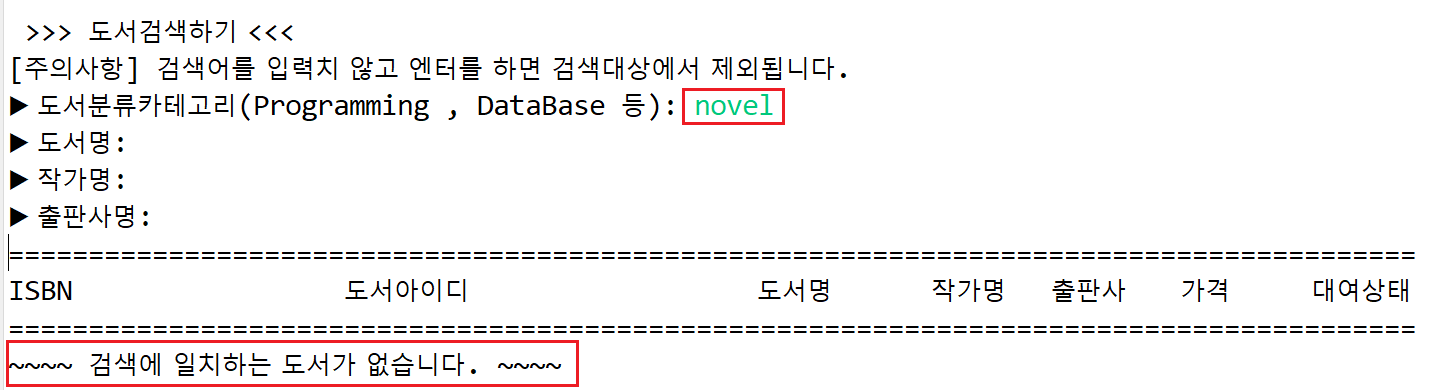 >>> 도서검색하기 <<<
[주의사항] 검색어를 입력치 않고 엔터를 하면 검색대상에서 제외됩니다.
▶ 도서분류카테고리(Programming , DataBase 등): novel
▶ 도서명:
▶ 작가명:
▶ 출판사명:
========================================================================================
ISBN 도서아이디 도서명 작가명 출판사 가격 대여상태
========================================================================================
~~~~ 검색에 일치하는 도서가 없습니다. ~~~~